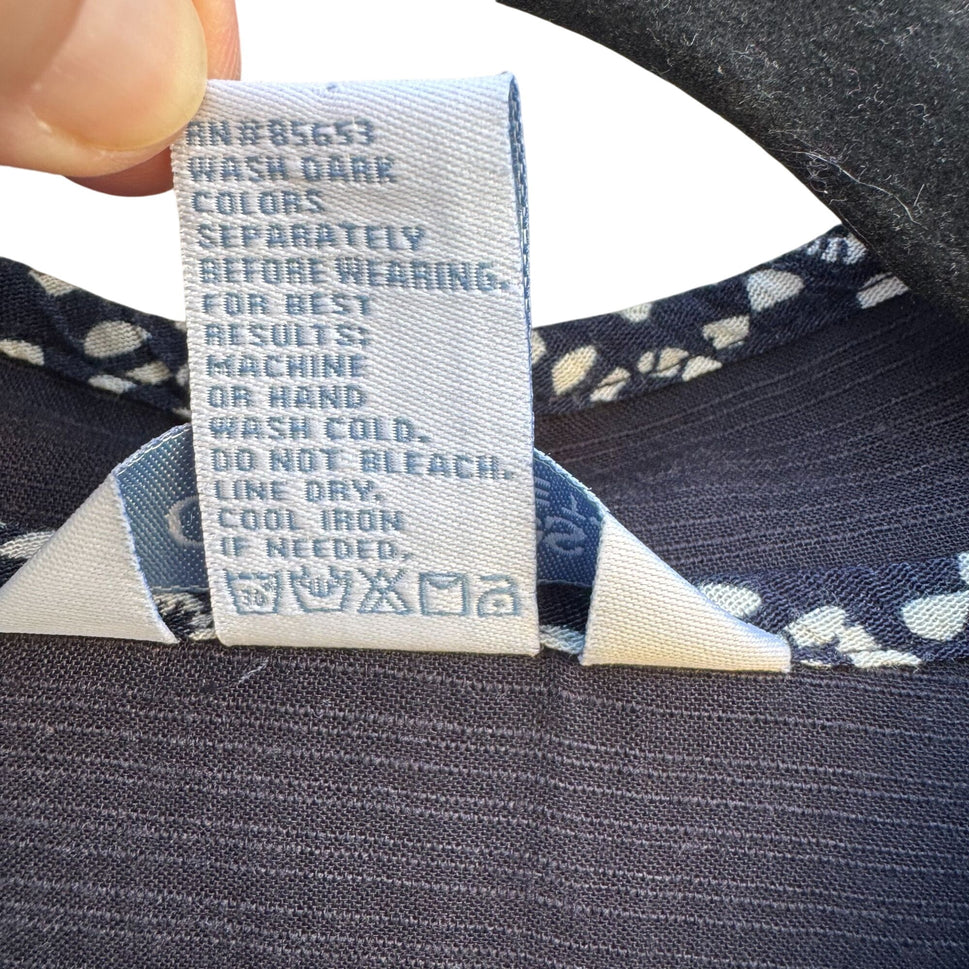 RN#85653
WASH DARK
COLORS
SEPARATELY
BEFORE WEARING.
FOR BEST
RESULTS:
MACHINE
OR HAND
WASH COLD.
DO NOT BLEACH.
LINE DRY.
COOL IRON
IF NEEDED.
30